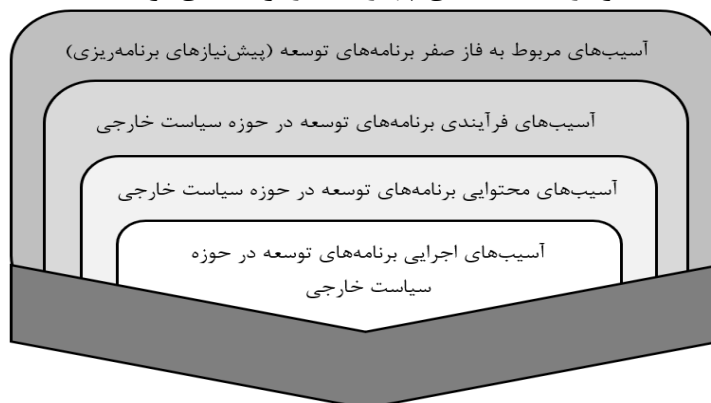 آسیب‌های مربوط به فاز صفر برنامه‌های توسعه (پیش‌نیازهای برنامه‌ریزی)
آسیب‌های فرآیندی برنامه‌های توسعه در حوزه سیاست خارجی
آسیب‌های محتوایی برنامه‌های توسعه در حوزه سیاست خارجی
آسیب‌های اجرایی برنامه‌های توسعه در حوزه
سیاست خارجی